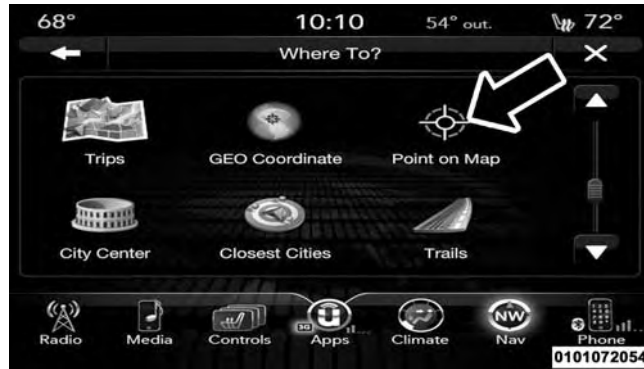 68° 10:10 54° out. 72°
Where To?
Trips GEO Coordinate Point on Map
City Center Closest Cities Trails
3G NW
Radio Media Controls Apps Climate Nav Phone
0101072054